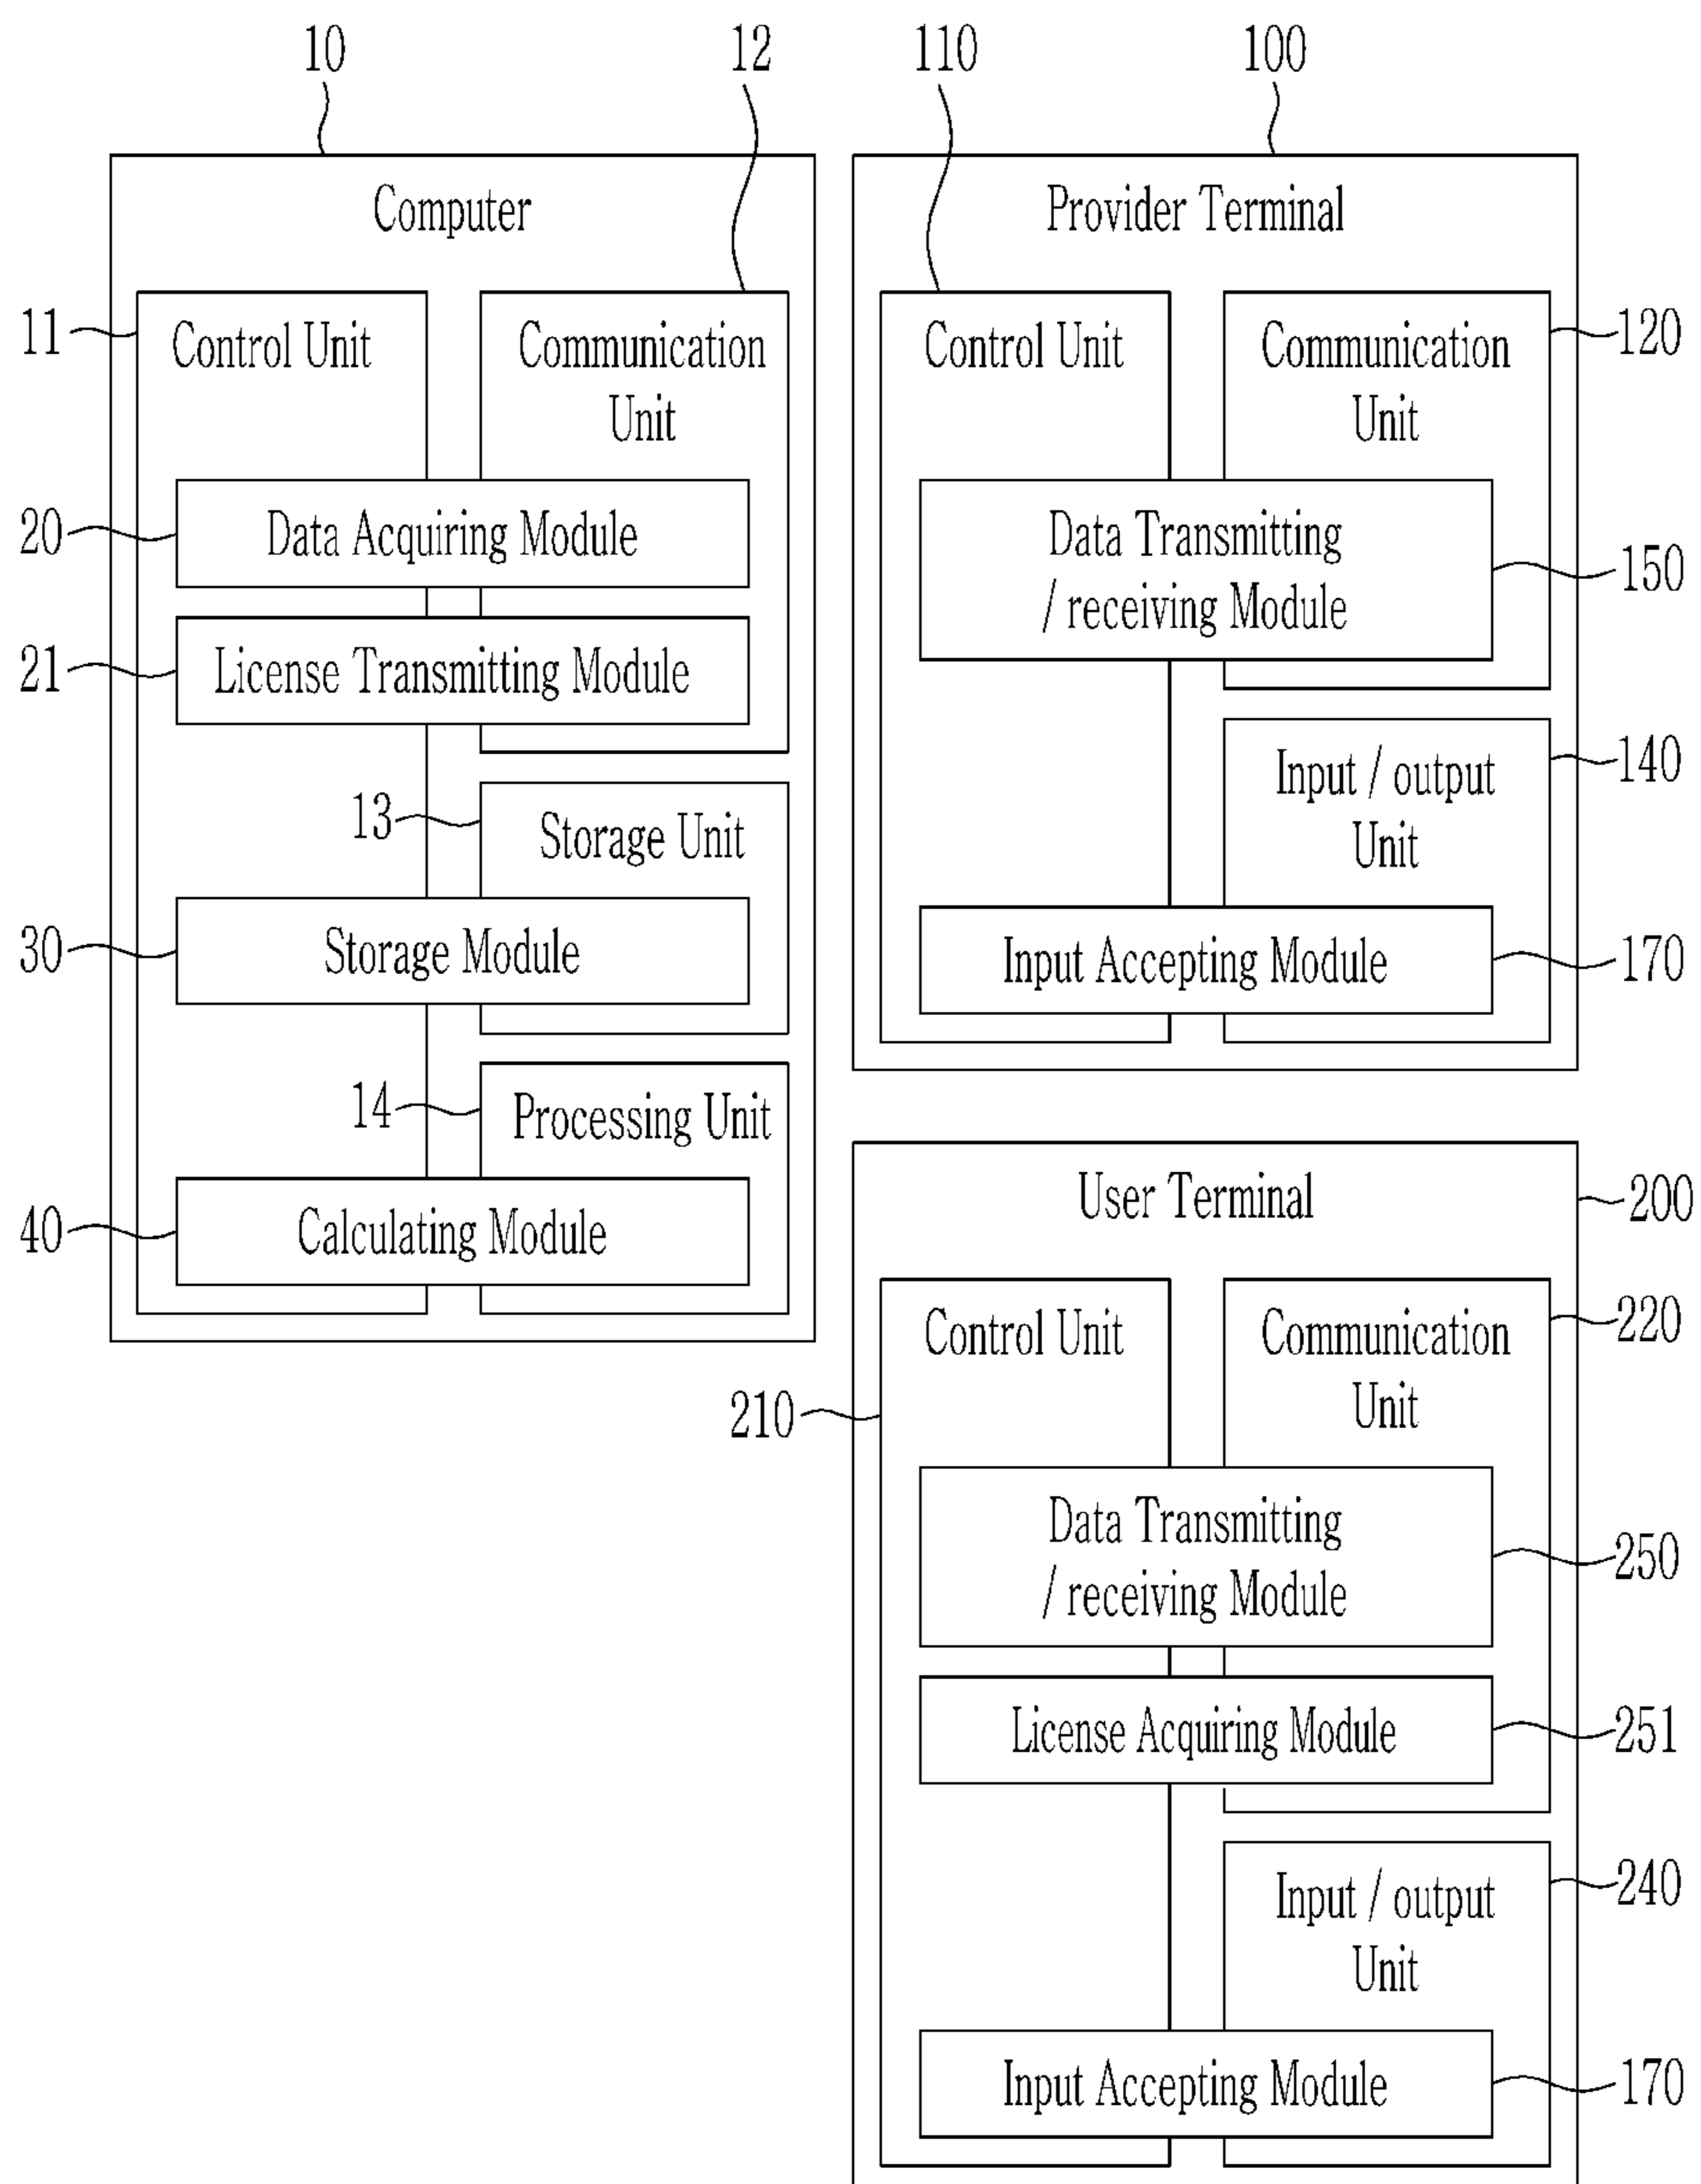 10
12
110
100
Computer
Provider Terminal
11
Control Unit
Communication
Unit
Control Unit
Communication
Unit
120
20
Data Acquiring Module
Data Transmitting
/ receiving Module
150
21
License Transmitting Module
13
Storage Unit
Input / output
Unit
140
30
Storage Module
Input Accepting Module
170
14
Processing Unit
User Terminal
200
40
Calculating Module
Control Unit
Communication
Unit
220
210
Data Transmitting
/ receiving Module
250
License Acquiring Module
251
Input / output
Unit
240
Input Accepting Module
170